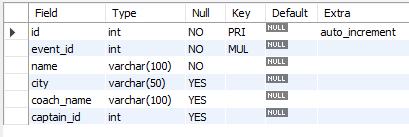 Field Type Null Key Default Extra
id int NO PRI NULL auto_increment
event_id int NO MUL NULL
name varchar(100) NO NULL
city varchar(50) YES NULL
coach_name varchar(100) YES NULL
captain_id int YES NULL